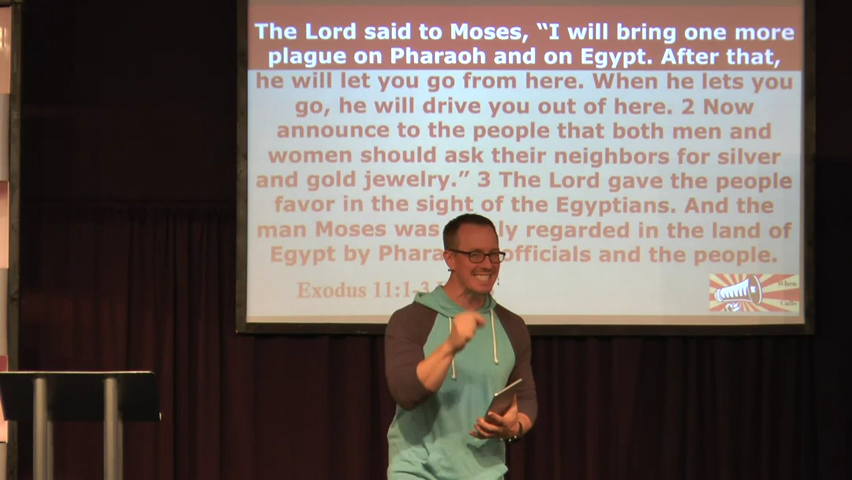 The Lord said to Moses, “I will bring one more
plague on Pharaoh and on Egypt. After that,
he will let you go from here. When he lets you
go, he will drive you out of here. 2 Now
announce to the people that both men and
women should ask their neighbors for silver
and gold jewelry.” 3 The Lord gave the people
favor in the sight of the Egyptians. And the
man Moses was regarded in the land of
Egypt by officials and the people.
Exodus 11:1-3
When
Calls